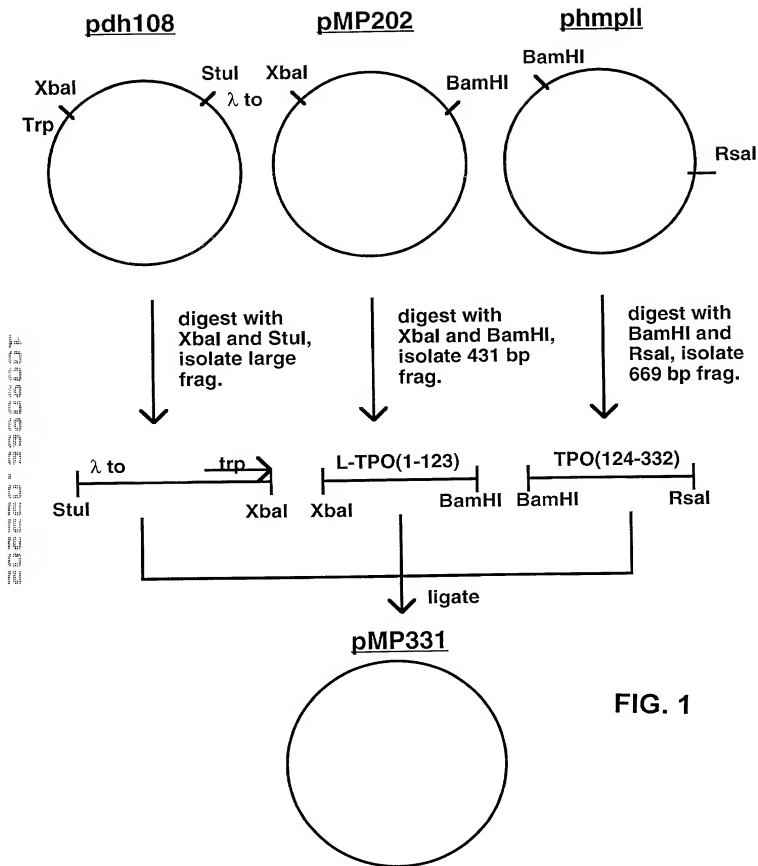 pdh108
pMP202
phmpll
XbaI
Trp
StuI
λ to
XbaI
BamHI
BamHI
RsaI
digest with
XbaI and StuI,
isolate large
frag.
digest with
XbaI and BamHI,
isolate 431 bp
frag.
digest with
BamHI and
RsaI, isolate
669 bp frag.
λ to
trp
StuI
XbaI
L-TPO(1-123)
XbaI
BamHI
TPO(124-332)
BamHI
RsaI
ligate
pMP331
FIG. 1